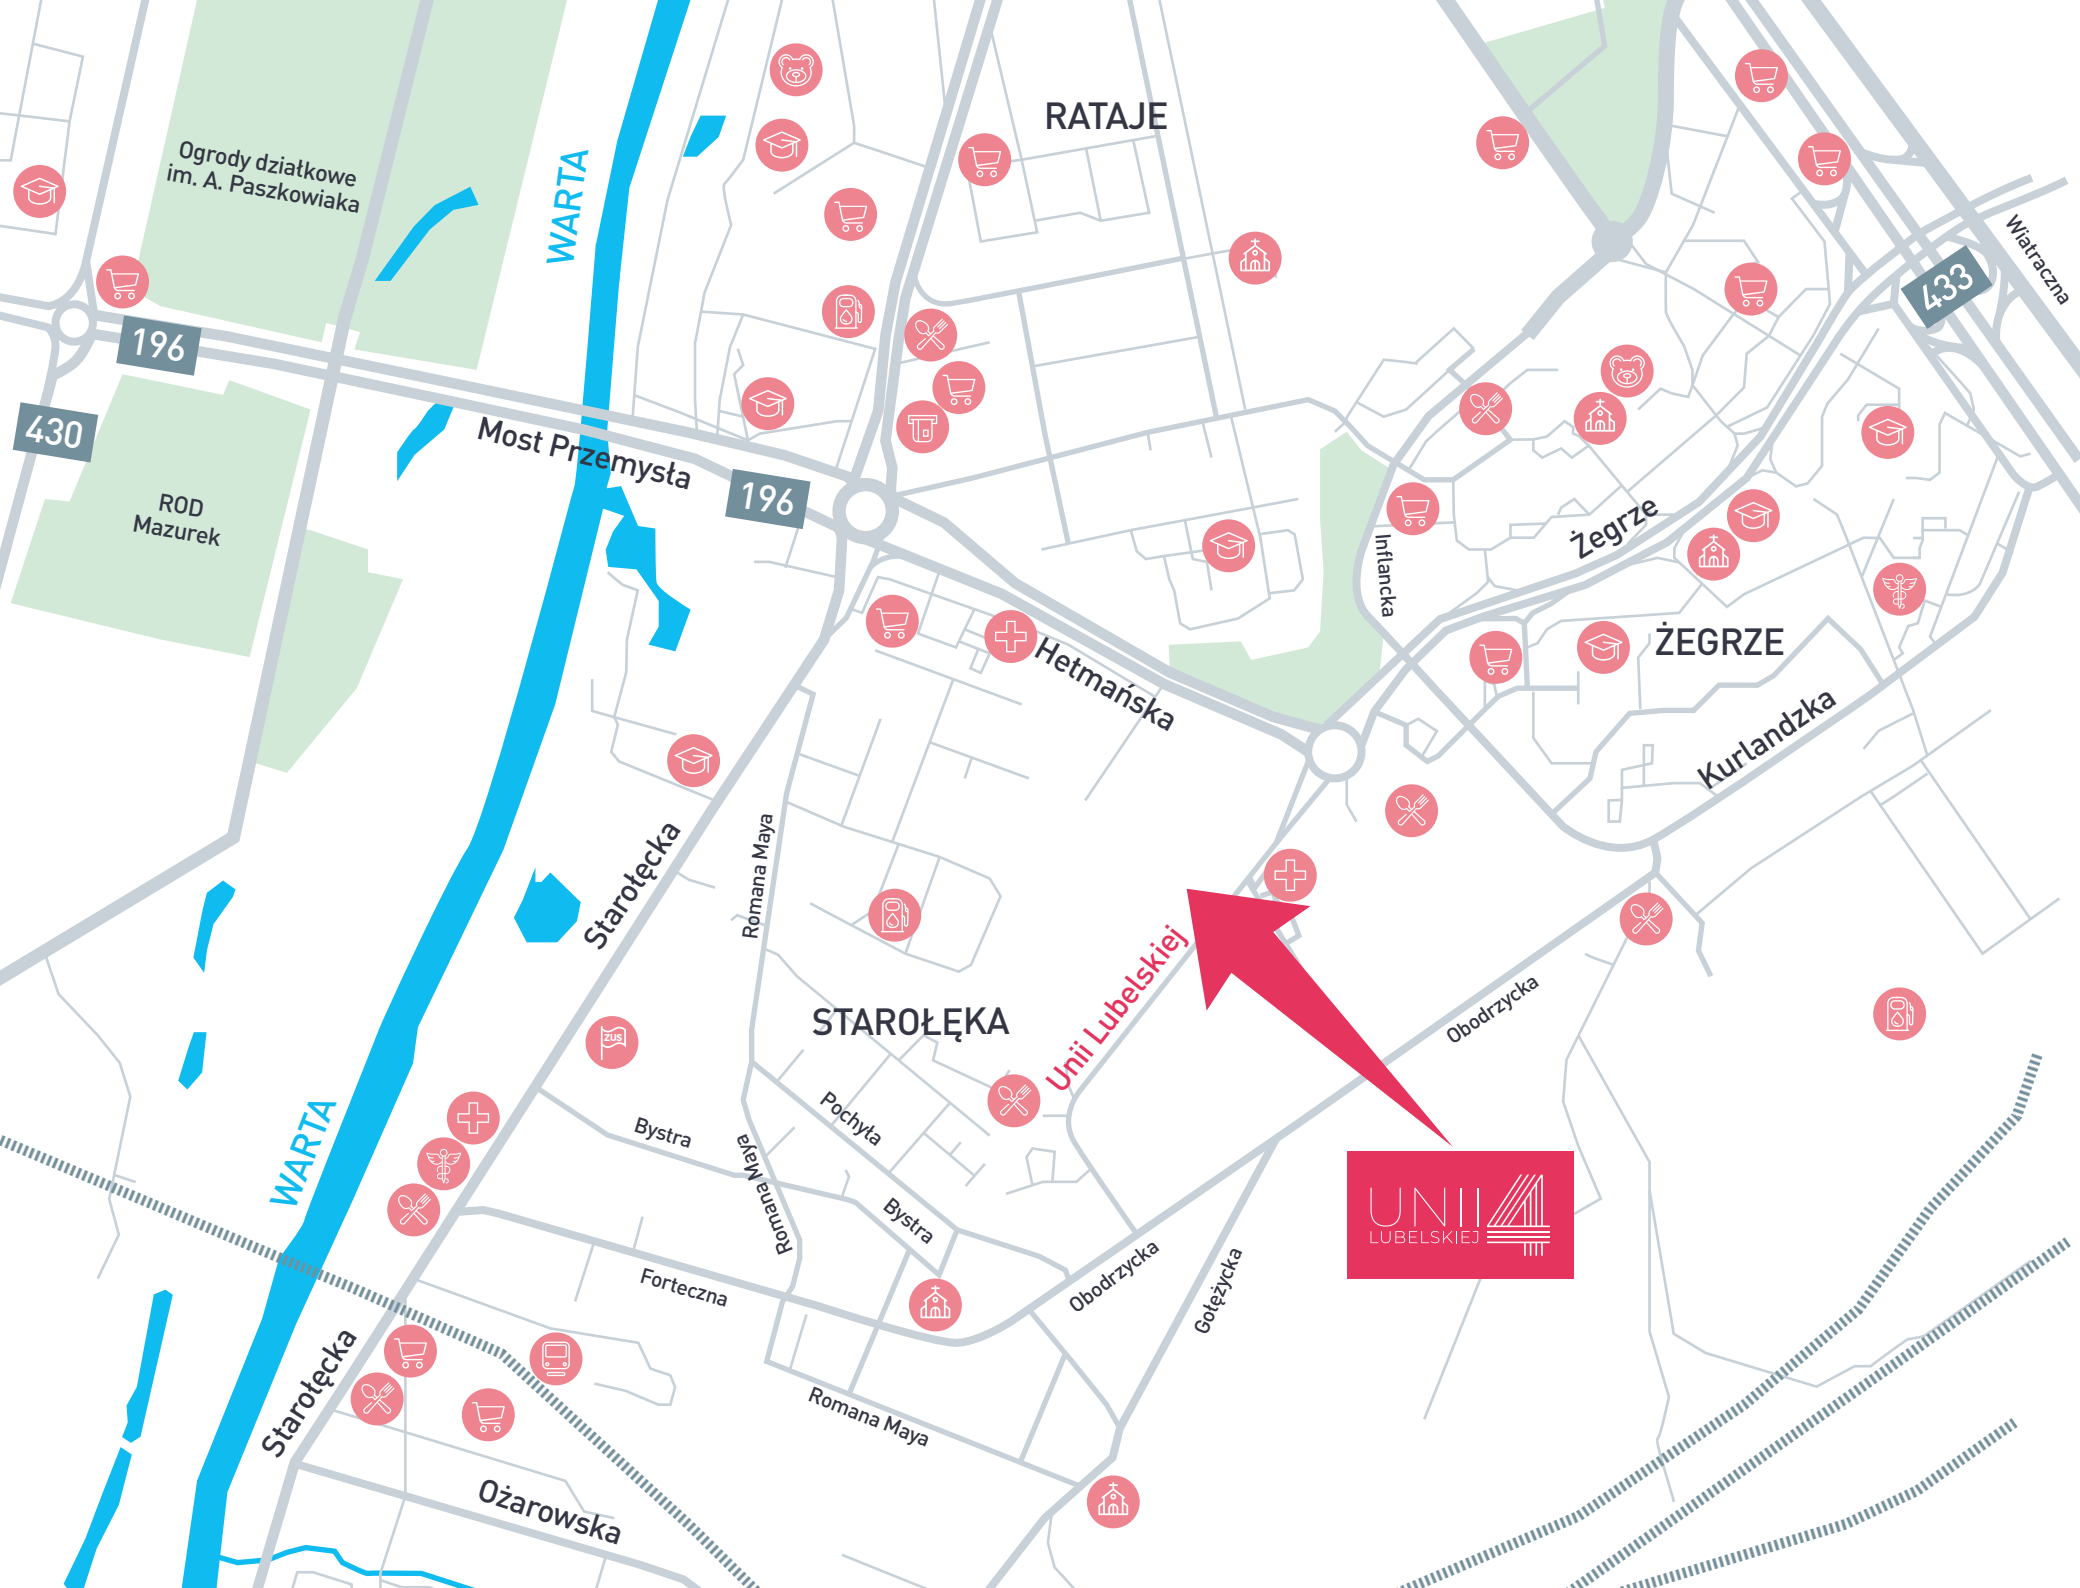 RATAJE
Ogrody działkowe
im. A. Paszkowiaka
WARTA
Wiatraczna
433
196
430
Most Przemysła
196
ROD
Mazurek
Żegrze
Inflancka
ŻEGRZE
Hetmańska
Kurlandzka
Starołęcka
Romana Maya
Unii Lubelskiej
STAROŁĘKA
Obodrzycka
ZUS
WARTA
Bystra
Pochyła
Romana Maya
Bystra
UNII 4
LUBELSKIEJ
Forteczna
Obodrzycka
Gołężycka
Starołęcka
Romana Maya
Ożarowska